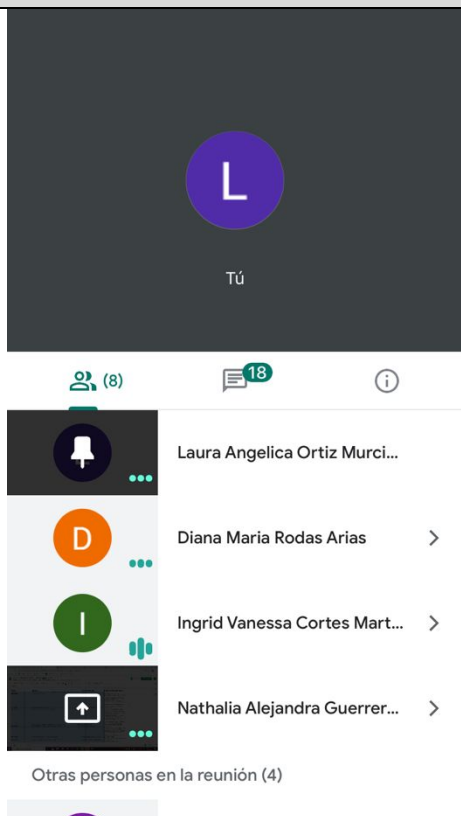 L
Tú
(8)
18
Laura Angelica Ortiz Murci...
D
Diana Maria Rodas Arias
I
Ingrid Vanessa Cortes Mart...
Nathalia Alejandra Guerrer...
Otras personas en la reunión (4)